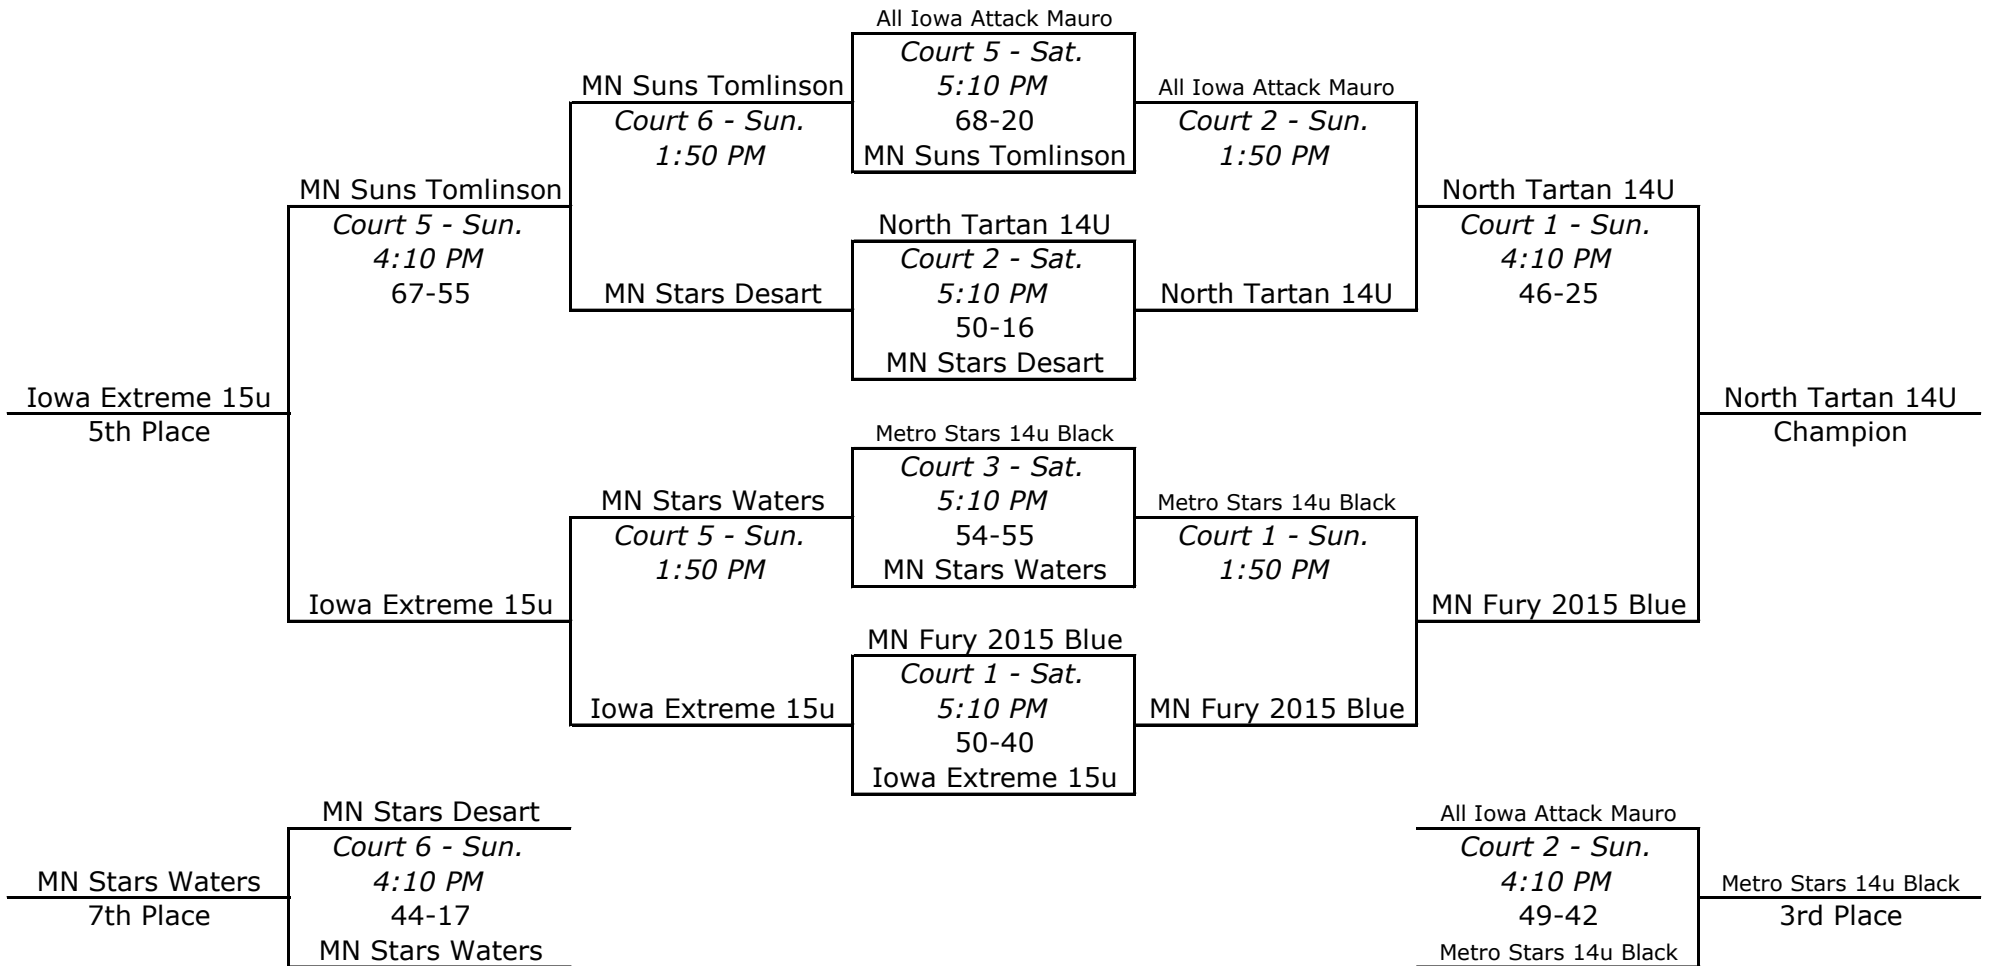 All Iowa Attack Mauro
Court 5 - Sat.
5:10 PM
68-20
MN Suns Tomlinson
North Tartan 14U
Court 2 - Sat.
5:10 PM
50-16
MN Stars Desart
Metro Stars 14u Black
Court 3 - Sat.
5:10 PM
54-55
MN Stars Waters
MN Fury 2015 Blue
Court 1 - Sat.
5:10 PM
50-40
Iowa Extreme 15u
MN Suns Tomlinson
Court 6 - Sun.
1:50 PM
MN Stars Desart
MN Stars Waters
Court 5 - Sun.
1:50 PM
Iowa Extreme 15u
MN Suns Tomlinson
Court 5 - Sun.
4:10 PM
67-55
Iowa Extreme 15u
Iowa Extreme 15u
5th Place
MN Stars Desart
Court 6 - Sun.
4:10 PM
44-17
MN Stars Waters
MN Stars Waters
7th Place
All Iowa Attack Mauro
Court 2 - Sun.
1:50 PM
North Tartan 14U
Metro Stars 14u Black
Court 1 - Sun.
1:50 PM
MN Fury 2015 Blue
North Tartan 14U
Court 1 - Sun.
4:10 PM
46-25
MN Fury 2015 Blue
North Tartan 14U
Champion
All Iowa Attack Mauro
Court 2 - Sun.
4:10 PM
49-42
Metro Stars 14u Black
Metro Stars 14u Black
3rd Place